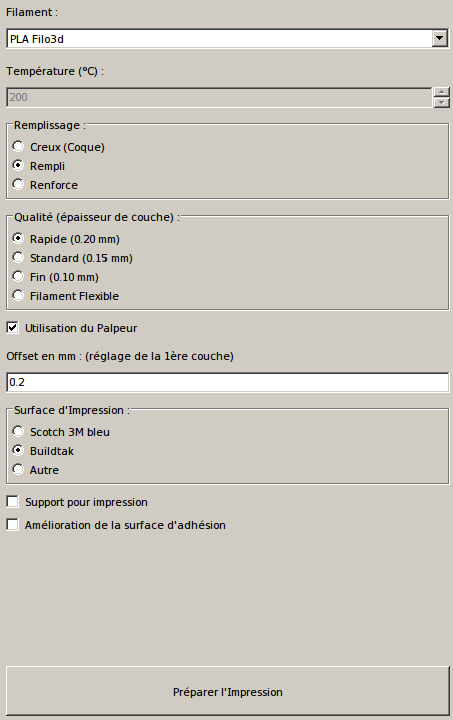 Filament :
PLA Filo3d
Température (°C) :
200
Remplissage :
Creux (Coque)
Rempli
Renforce
Qualité (épaisseur de couche) :
Rapide (0.20 mm)
Standard (0.15 mm)
Fin (0.10 mm)
Filament Flexible
Utilisation du Palpeur
Offset en mm : (réglage de la 1ère couche)
0.2
Surface d'Impression :
Scotch 3M bleu
Buildtak
Autre
Support pour impression
Amélioration de la surface d'adhésion
Préparer l'Impression